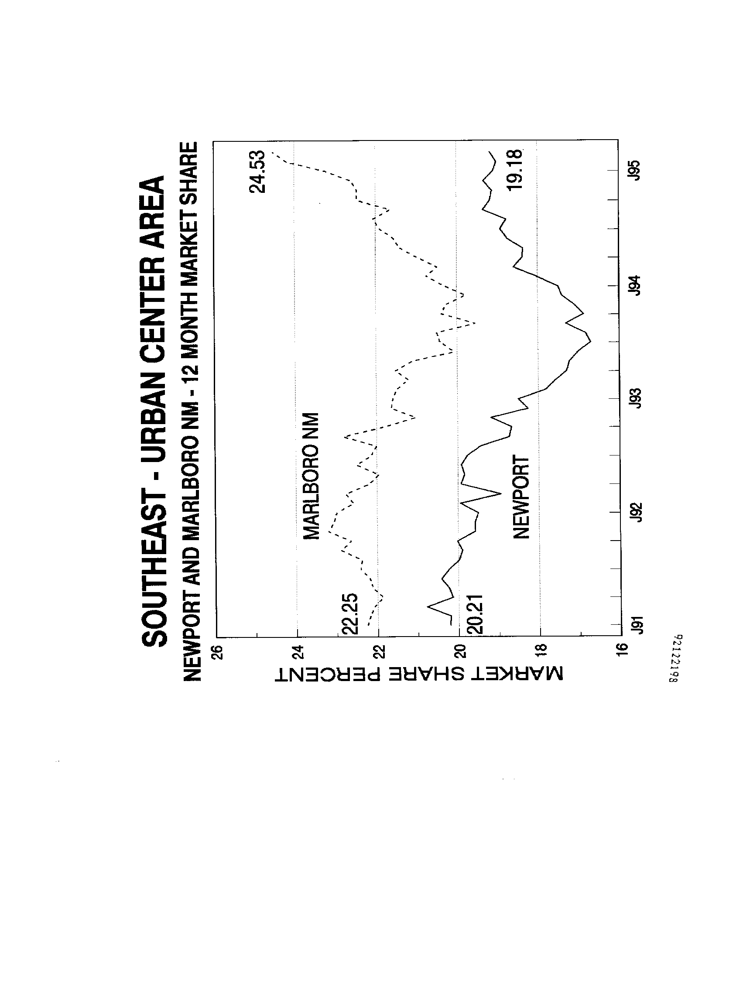 SOUTHEAST - URBAN CENTER AREA
NEWPORT AND MARLBORO NM - 12 MONTH MARKET SHARE
MARKET SHARE PERCENT
26
24
22
20
18
16
24.53
MARLBORO NM
22.25
20.21
NEWPORT
19.18
J91
J92
J93
J94
J95
92122198